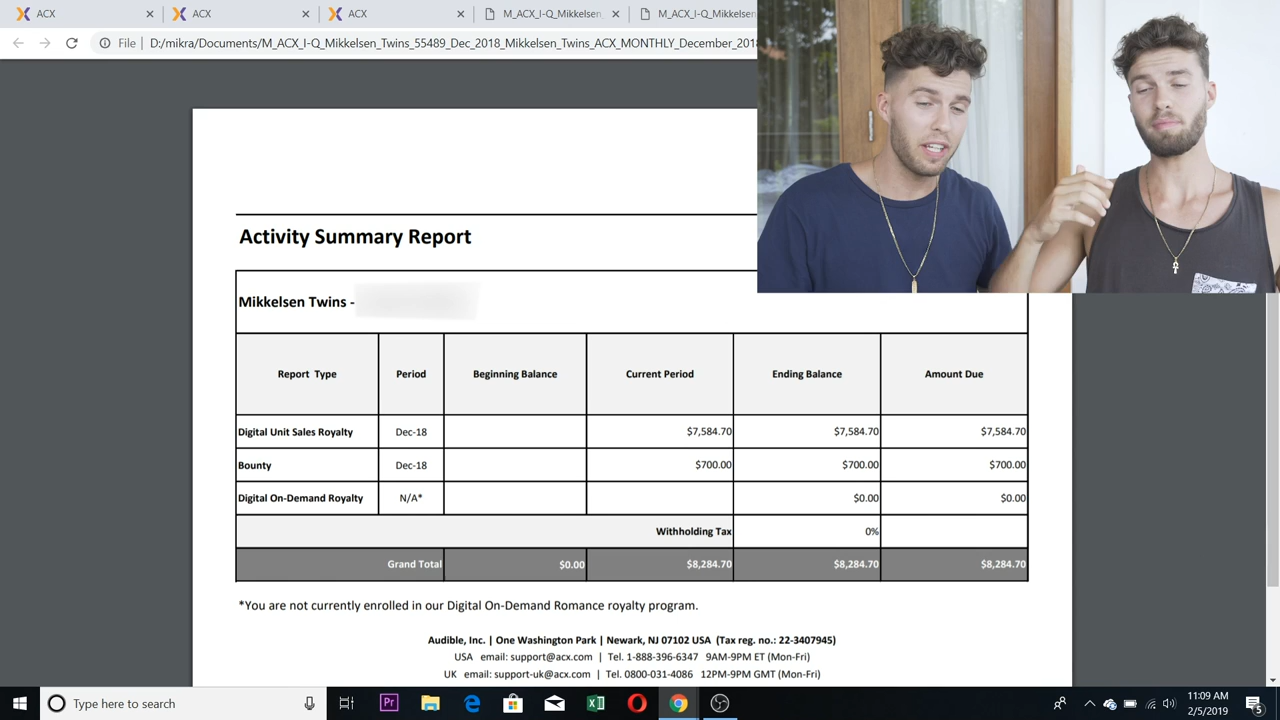 ACX ACX ACX M_ACX_I-Q_Mikkelsen_ M_ACX_I-Q_Mikkelsen
File D:/mikra/Documents/M_ACX_I-Q_Mikkelsen_Twins_55489_Dec_2018_Mikkelsen_Twins_ACX_MONTHLY_December_2018
Activity Summary Report
Mikkelsen Twins -
Report Type Period Beginning Balance Current Period Ending Balance Amount Due
Digital Unit Sales Royalty Dec-18 $7,584.70 $7,584.70 $7,584.70
Bounty Dec-18 $700.00 $700.00 $700.00
Digital On-Demand Royalty N/A* $0.00 $0.00
Withholding Tax 0%
Grand Total $0.00 $8,284.70 $8,284.70 $8,284.70
*You are not currently enrolled in our Digital On-Demand Romance royalty program.
Audible, Inc. | One Washington Park | Newark, NJ 07102 USA (Tax reg. no.: 22-3407945)
USA email: support@acx.com | Tel. 1-888-396-6347 9AM-9PM ET (Mon-Fri)
UK email: support-uk@acx.com | Tel. 0800-031-4086 12PM-9PM GMT (Mon-Fri)
Type here to search
Pr
11:09 AM
2/5/2019
5